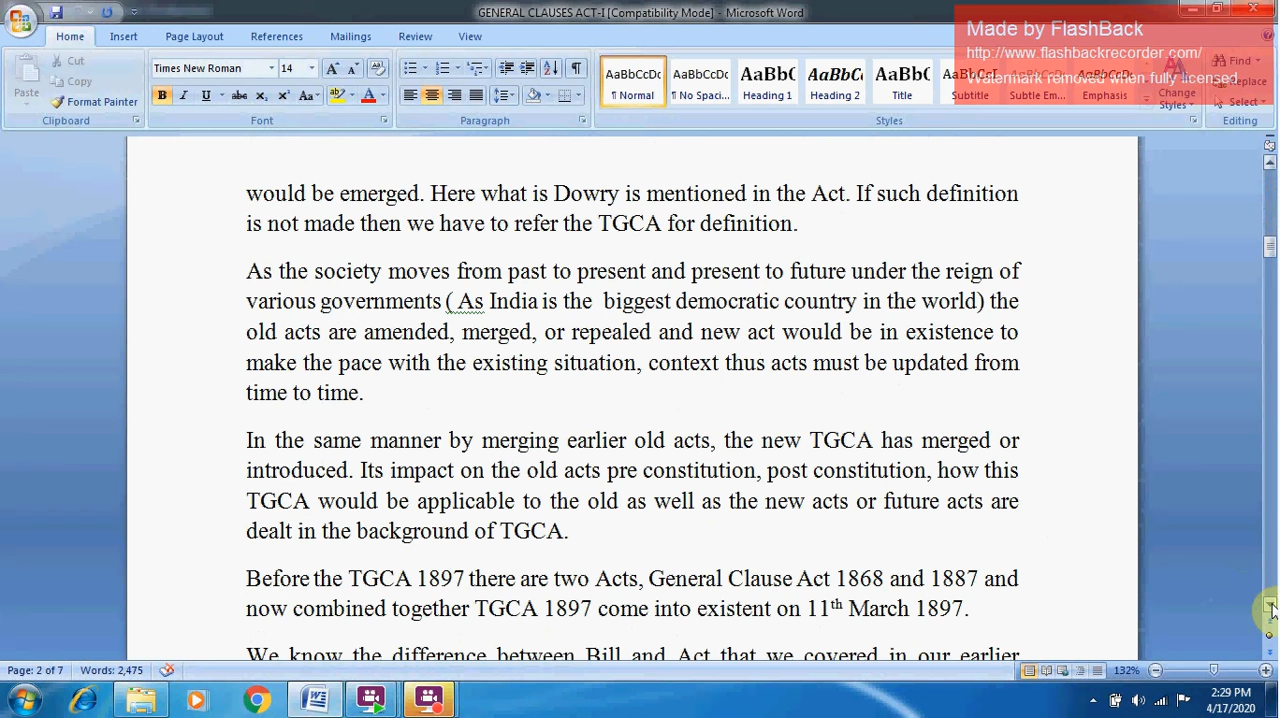 GENERAL CLAUSES ACT-I [Compatibility Mode] - Microsoft Word
Made by FlashBack
http://www.flashbackrecorder.com/
Watermark removed when fully licensed
Home Insert Page Layout References Mailings Review View
Cut
Copy
Format Painter
Paste
Clipboard
Times New Roman 14
Font
Paragraph
AaBbCcDc AaBbCcDc AaBbC AaBbC AaBbC
¶ Normal ¶ No Spaci... Heading 1 Heading 2 Title Subtitle Subtle Em... Emphasis
Change
Styles
Styles
Find
Replace
Select
Editing
would be emerged. Here what is Dowry is mentioned in the Act. If such definition
is not made then we have to refer the TGCA for definition.
As the society moves from past to present and present to future under the reign of
various governments ( As India is the biggest democratic country in the world) the
old acts are amended, merged, or repealed and new act would be in existence to
make the pace with the existing situation, context thus acts must be updated from
time to time.
In the same manner by merging earlier old acts, the new TGCA has merged or
introduced. Its impact on the old acts pre constitution, post constitution, how this
TGCA would be applicable to the old as well as the new acts or future acts are
dealt in the background of TGCA.
Before the TGCA 1897 there are two Acts, General Clause Act 1868 and 1887 and
now combined together TGCA 1897 come into existent on 11th March 1897.
We know the difference between Bill and Act that we covered in our earlier
Page: 2 of 7 Words: 2,475 132%
2:29 PM
4/17/2020